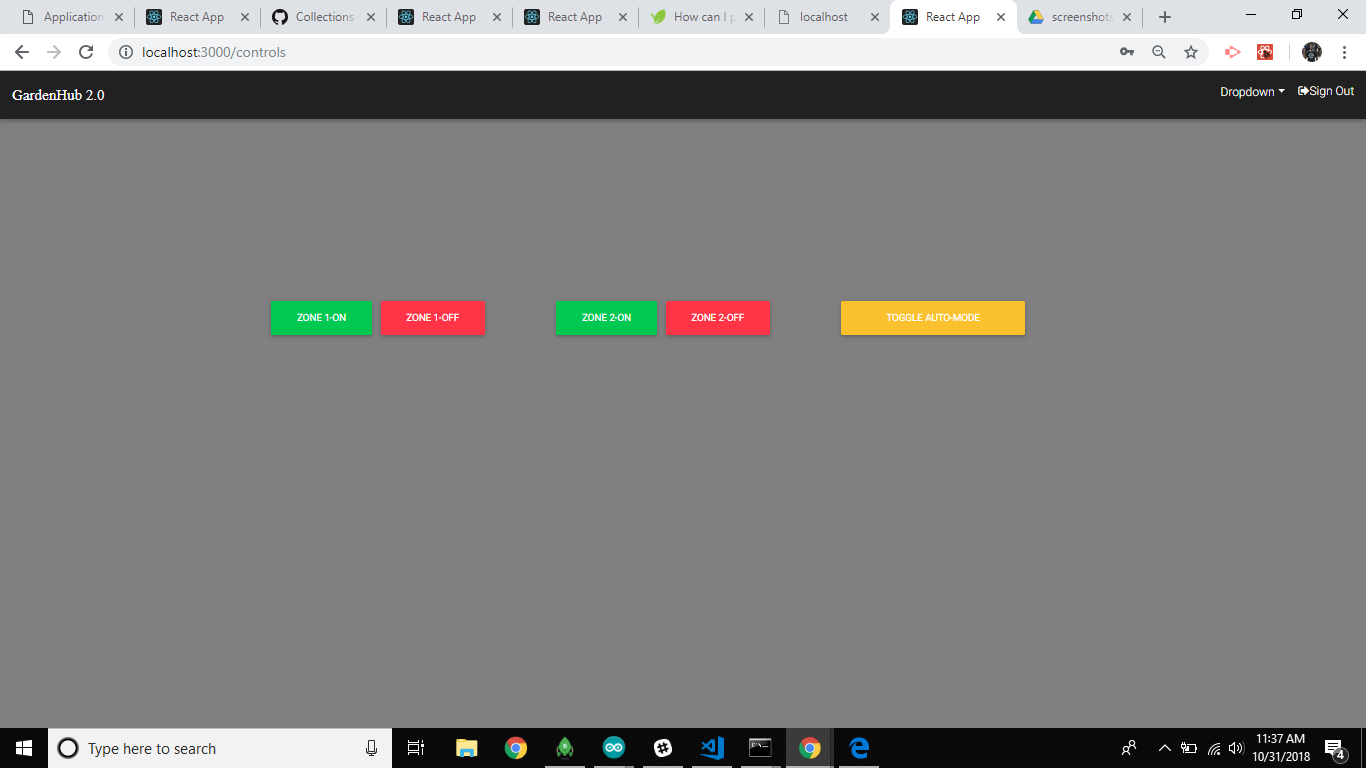 Application
React App
Collections
React App
React App
How can I p
localhost
React App
screenshots
localhost:3000/controls
GardenHub 2.0
Dropdown
Sign Out
ZONE 1-ON
ZONE 1-OFF
ZONE 2-ON
ZONE 2-OFF
TOGGLE AUTO-MODE
Type here to search
11:37 AM
10/31/2018
4